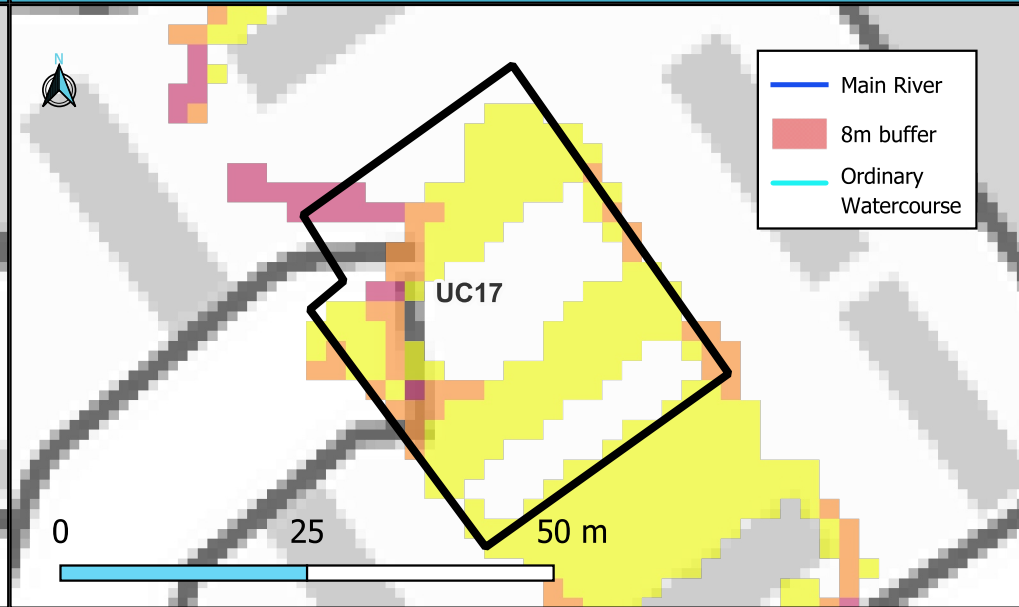 N
Main River
8m buffer
Ordinary
Watercourse
UC17
0 25 50 m